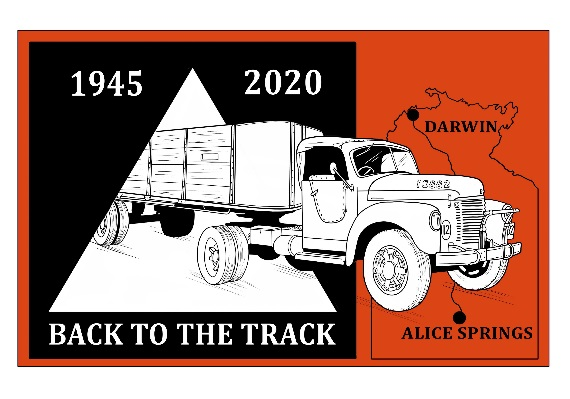 1945 2020
DARWIN
ALICE SPRINGS
BACK TO THE TRACK